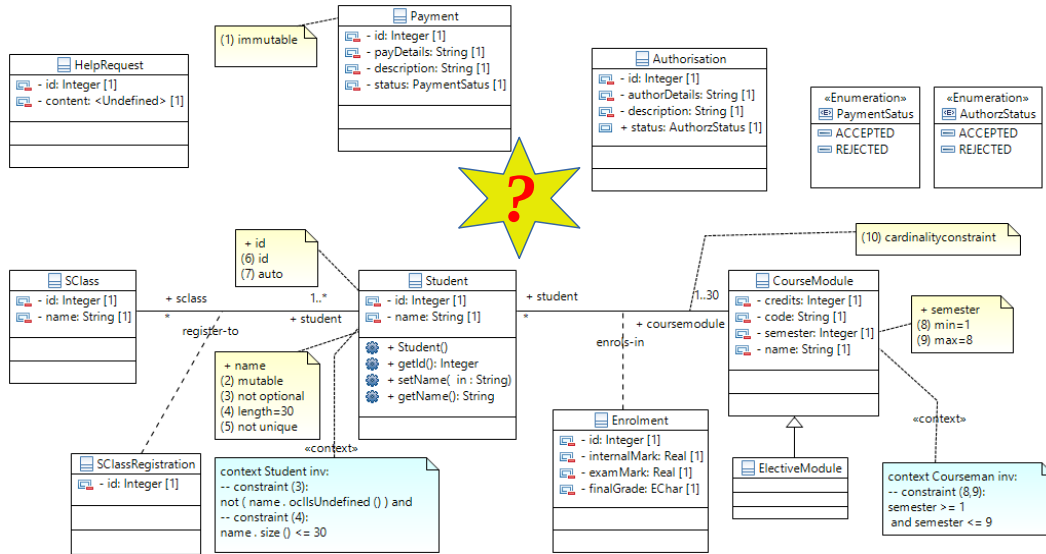 Payment
- id: Integer [1]
- payDetails: String [1]
- description: String [1]
- status: PaymentSatus [1]
(1) immutable
HelpRequest
- id: Integer [1]
- content: <Undefined> [1]
Authorisation
- id: Integer [1]
- authorDetails: String [1]
- description: String [1]
+ status: AuthorzStatus [1]
«Enumeration»
PaymentSatus
ACCEPTED
REJECTED
«Enumeration»
AuthorzStatus
ACCEPTED
REJECTED
?
+ id
(6) id
(7) auto
(10) cardinalityconstraint
SClass
- id: Integer [1]
- name: String [1]
+ sclass
*
register-to
1..*
+ student
Student
- id: Integer [1]
- name: String [1]
+ Student()
+ getId(): Integer
+ setName( in : String)
+ getName(): String
+ student
*
enrols-in
1..30
+ coursemodule
CourseModule
- credits: Integer [1]
- code: String [1]
- semester: Integer [1]
- name: String [1]
+ semester
(8) min=1
(9) max=8
+ name
(2) mutable
(3) not optional
(4) length=30
(5) not unique
«context»
«context»
SClassRegistration
- id: Integer [1]
context Student inv:
-- constraint (3):
not ( name . oclIsUndefined () ) and
-- constraint (4):
name . size () <= 30
Enrolment
- id: Integer [1]
- internalMark: Real [1]
- examMark: Real [1]
- finalGrade: EChar [1]
ElectiveModule
context Courseman inv:
-- constraint (8,9):
semester >= 1
and semester <= 9